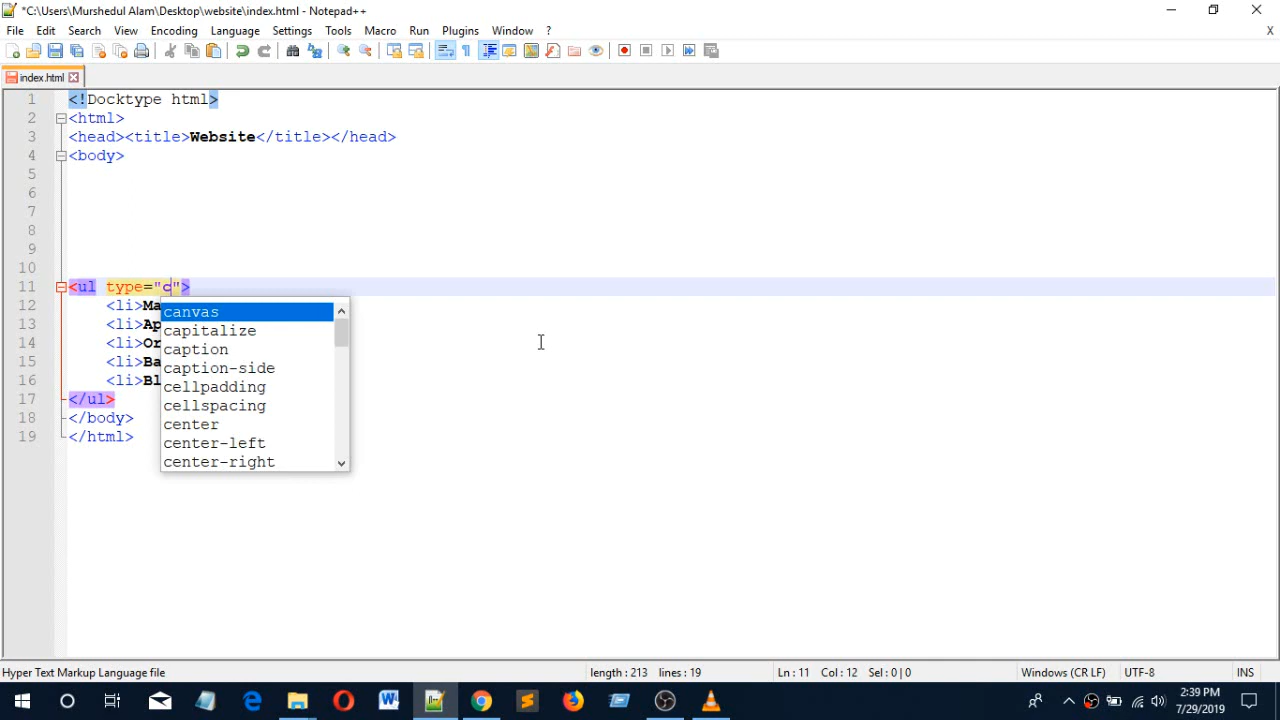 *C:\Users\Murshedul Alam\Desktop\website\index.html - Notepad++
File Edit Search View Encoding Language Settings Tools Macro Run Plugins Window ? X
index.html
1 <!Docktype html>
2 <html>
3 <head><title>Website</title></head>
4 <body>
5
6
7
8
9
10
11 <ul type="c">
12 <li>Ma
canvas
13 <li>Ap
capitalize
14 <li>Or
caption
15 <li>Ba
caption-side
16 <li>Bl
cellpadding
17 </ul>
cellspacing
18 </body>
center
19 </html>
center-left
center-right
Hyper Text Markup Language file length : 213 lines : 19 Ln : 11 Col : 12 Sel : 0 | 0 Windows (CR LF) UTF-8 INS
2:39 PM
7/29/2019